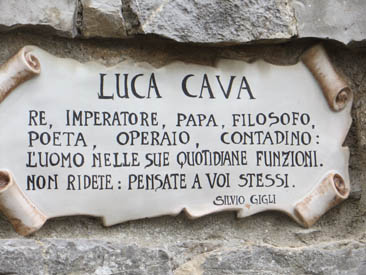 LUCA CAVA
RE, IMPERATORE, PAPA, FILOSOFO,
POETA, OPERAIO, CONTADINO:
L'UOMO NELLE SUE QUOTIDIANE FUNZIONI.
NON RIDETE: PENSATE A VOI STESSI.
SILVIO GIGLI